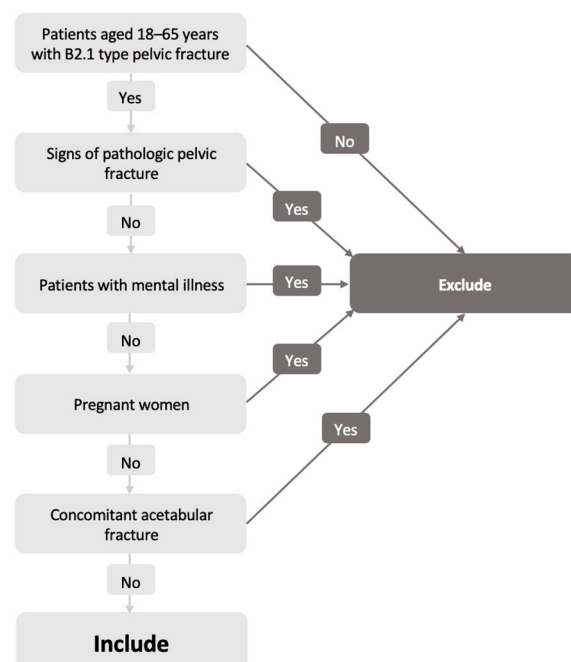 Patients aged 18–65 years
with B2.1 type pelvic fracture
Yes
No
Signs of pathologic pelvic
fracture
Yes
No
Patients with mental illness
Yes
Exclude
No
Yes
Pregnant women
Yes
No
Concomitant acetabular
fracture
No
Include